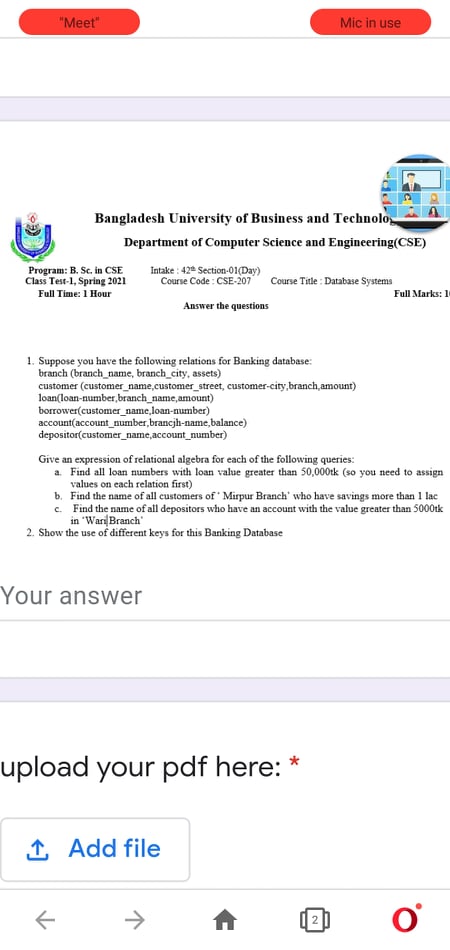 "Meet"
Mic in use
Bangladesh University of Business and
Department of Computer Science and Engineering(CSE)
Program: B. Sc. in CSE Intake : 42th Section-01(Day)
Class Test-1, Spring 2021 Course Code : CSE-207 Course Title : Database Systems
Full Time: 1 Hour Full Marks:
Answer the questions
1. Suppose you have the following relations for Banking database:
branch (branch_name, branch_city, assets)
customer (customer_name,customer_street, customer-city,branch,amount)
loan(loan-number,branch_name,amount)
borrower(customer_name,loan-number)
account(account_number,brancjh-name,balance)
depositor(customer_name,account_number)
Give an expression of relational algebra for each of the following queries:
a. Find all loan numbers with loan value greater than 50,000tk (so you need to assign
values on each relation first)
b. Find the name of all customers of ' Mirpur Branch' who have savings more than 1 lac
c. Find the name of all depositors who have an account with the value greater than 5000tk
in 'Wari Branch'
2. Show the use of different keys for this Banking Database
Your answer
upload your pdf here: *
Add file
2